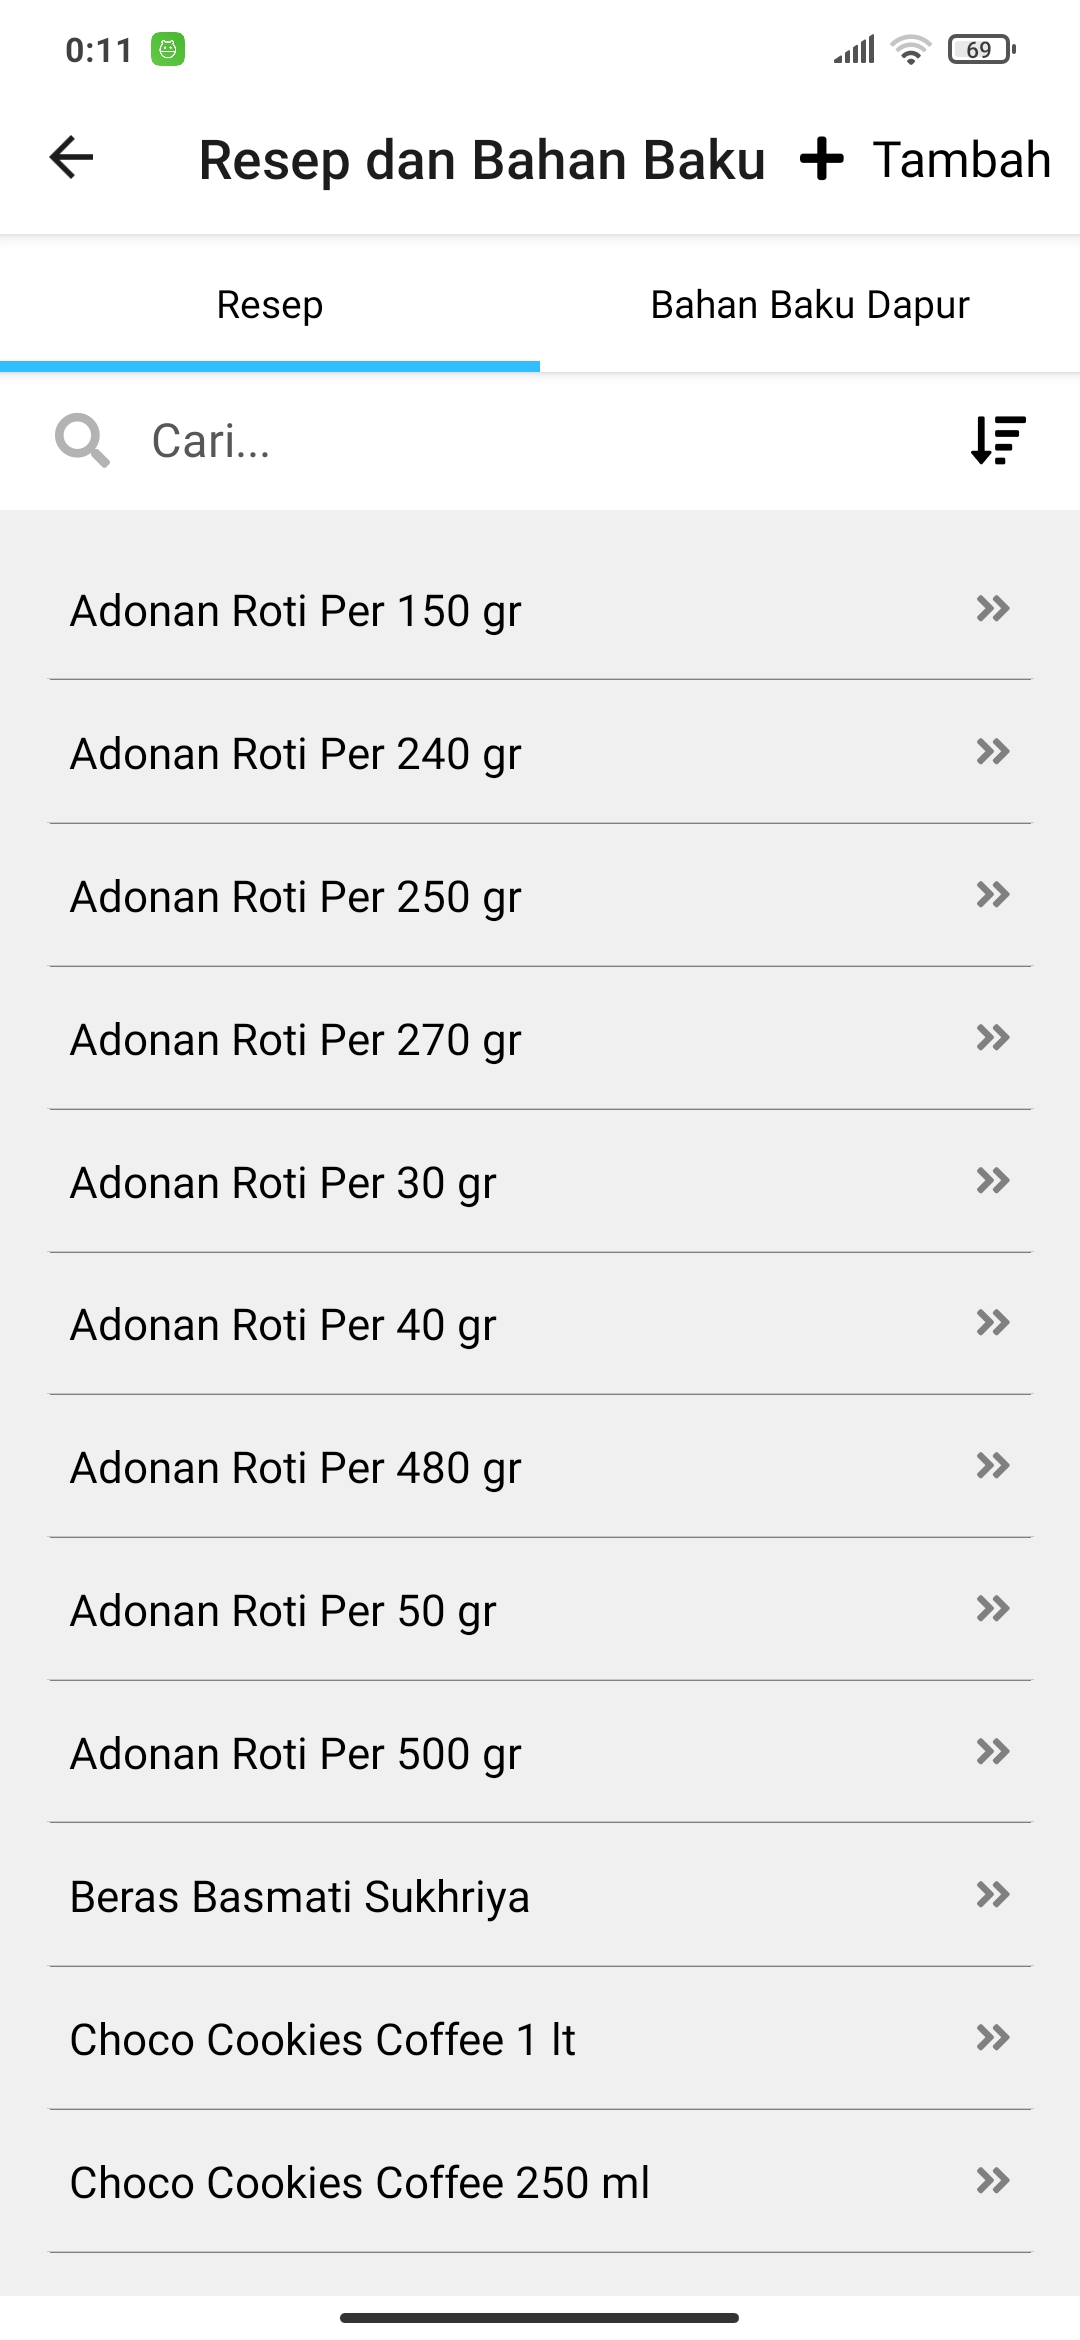 0:11
69
Resep dan Bahan Baku
Tambah
Resep
Bahan Baku Dapur
Cari...
Adonan Roti Per 150 gr
Adonan Roti Per 240 gr
Adonan Roti Per 250 gr
Adonan Roti Per 270 gr
Adonan Roti Per 30 gr
Adonan Roti Per 40 gr
Adonan Roti Per 480 gr
Adonan Roti Per 50 gr
Adonan Roti Per 500 gr
Beras Basmati Sukhriya
Choco Cookies Coffee 1 lt
Choco Cookies Coffee 250 ml